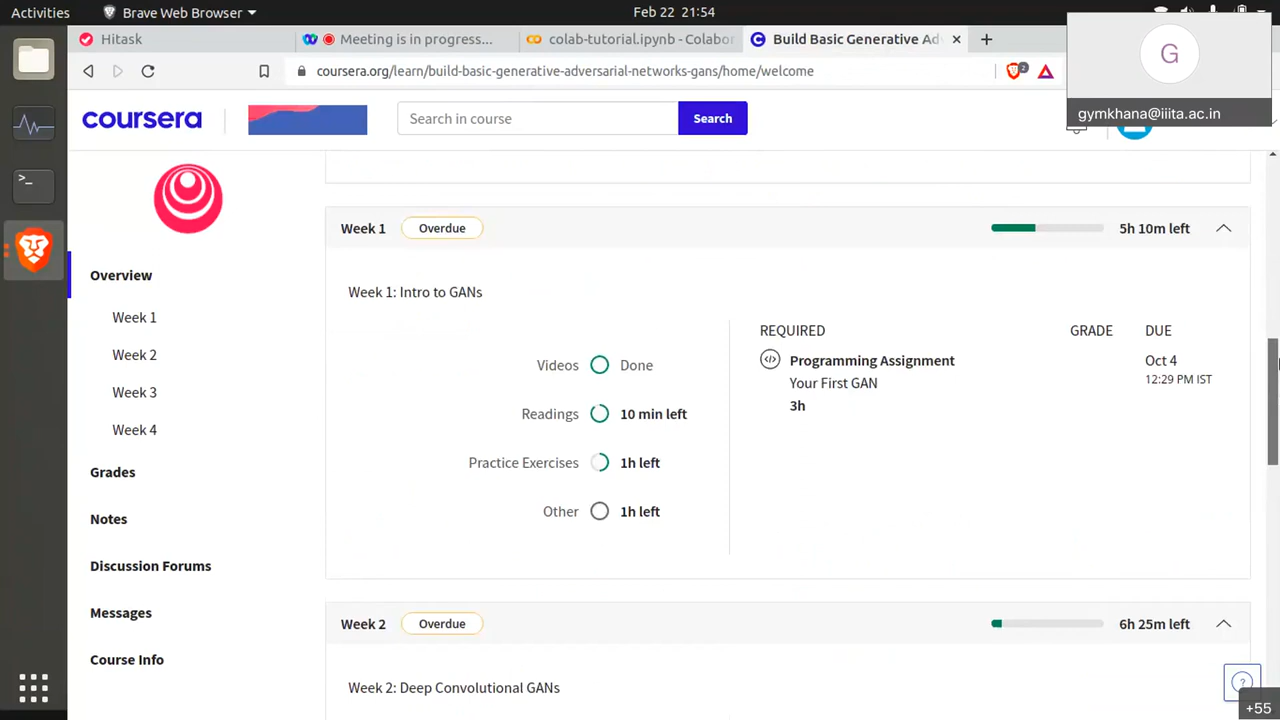 Activities
Brave Web Browser
Feb 22 21:54
Hitask
Meeting is in progress...
colab-tutorial.ipynb - Colabor
Build Basic Generative Adv
G
gymkhana@iiita.ac.in
coursera.org/learn/build-basic-generative-adversarial-networks-gans/home/welcome
2
coursera
Search in course
Search
Week 1
Overdue
5h 10m left
Overview
Week 1
Week 2
Week 3
Week 4
Grades
Notes
Discussion Forums
Messages
Course Info
Week 1: Intro to GANs
Videos
Done
Readings
10 min left
Practice Exercises
1h left
Other
1h left
REQUIRED
GRADE
DUE
Programming Assignment
Your First GAN
3h
Oct 4
12:29 PM IST
Week 2
Overdue
6h 25m left
Week 2: Deep Convolutional GANs
?
+55